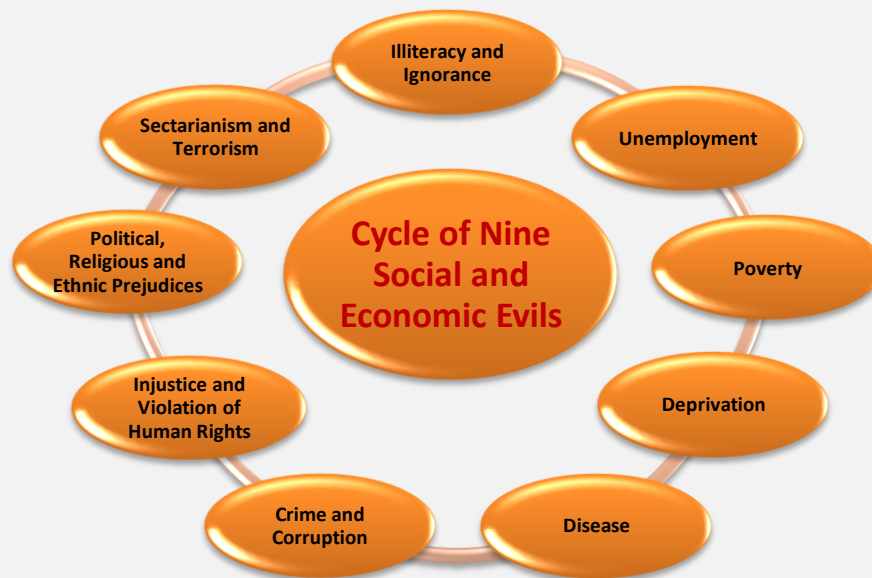 Illiteracy and
Ignorance
Unemployment
Poverty
Deprivation
Disease
Crime and
Corruption
Injustice and
Violation of
Human Rights
Political,
Religious and
Ethnic Prejudices
Sectarianism and
Terrorism
Cycle of Nine
Social and
Economic Evils